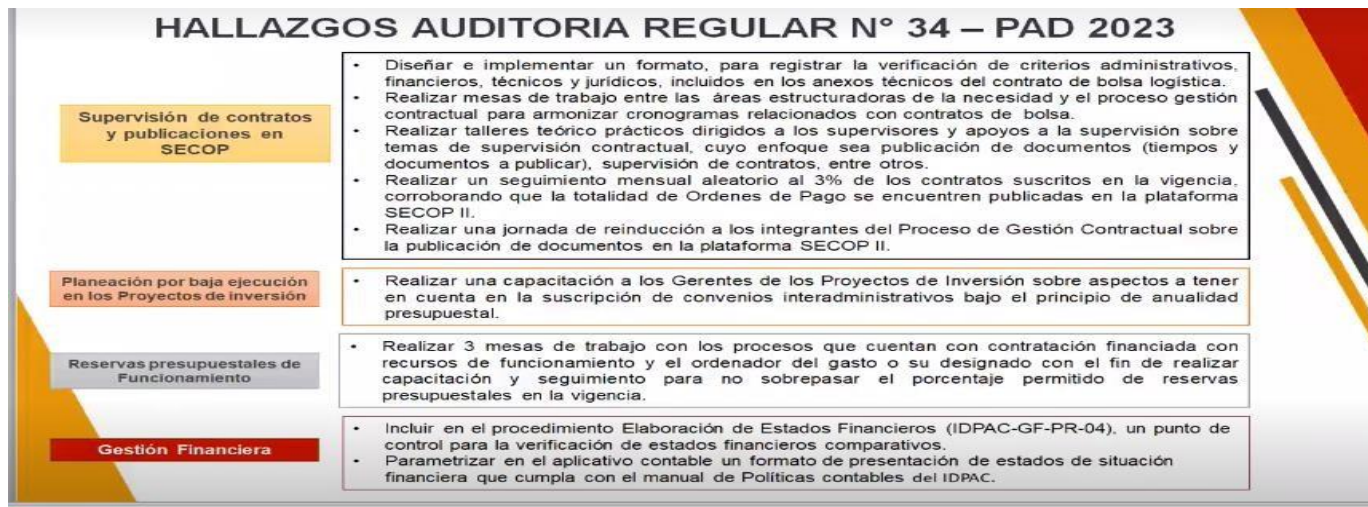 HALLAZGOS AUDITORIA REGULAR N° 34 – PAD 2023
Supervisión de contratos
y publicaciones en
SECOP
• Diseñar e implementar un formato, para registrar la verificación de criterios administrativos,
financieros, técnicos y jurídicos, incluidos en los anexos técnicos del contrato de bolsa logística.
• Realizar mesas de trabajo entre las áreas estructuradoras de la necesidad y el proceso gestión
contractual para armonizar cronogramas relacionados con contratos de bolsa.
• Realizar talleres teórico prácticos dirigidos a los supervisores y apoyos a la supervisión sobre
temas de supervisión contractual, cuyo enfoque sea publicación de documentos (tiempos y
documentos a publicar), supervisión de contratos, entre otros.
• Realizar un seguimiento mensual aleatorio al 3% de los contratos suscritos en la vigencia,
corroborando que la totalidad de Ordenes de Pago se encuentren publicadas en la plataforma
SECOP II.
• Realizar una jornada de reinducción a los integrantes del Proceso de Gestión Contractual sobre
la publicación de documentos en la plataforma SECOP II.
Planeación por baja ejecución
en los Proyectos de inversión
• Realizar una capacitación a los Gerentes de los Proyectos de Inversión sobre aspectos a tener
en cuenta en la suscripción de convenios interadministrativos bajo el principio de anualidad
presupuestal.
Reservas presupuestales de
Funcionamiento
• Realizar 3 mesas de trabajo con los procesos que cuentan con contratación financiada con
recursos de funcionamiento y el ordenador del gasto o su designado con el fin de realizar
capacitación y seguimiento para no sobrepasar el porcentaje permitido de reservas
presupuestales en la vigencia.
Gestión Financiera
• Incluir en el procedimiento Elaboración de Estados Financieros (IDPAC-GF-PR-04), un punto de
control para la verificación de estados financieros comparativos.
• Parametrizar en el aplicativo contable un formato de presentación de estados de situación
financiera que cumpla con el manual de Políticas contables del IDPAC.